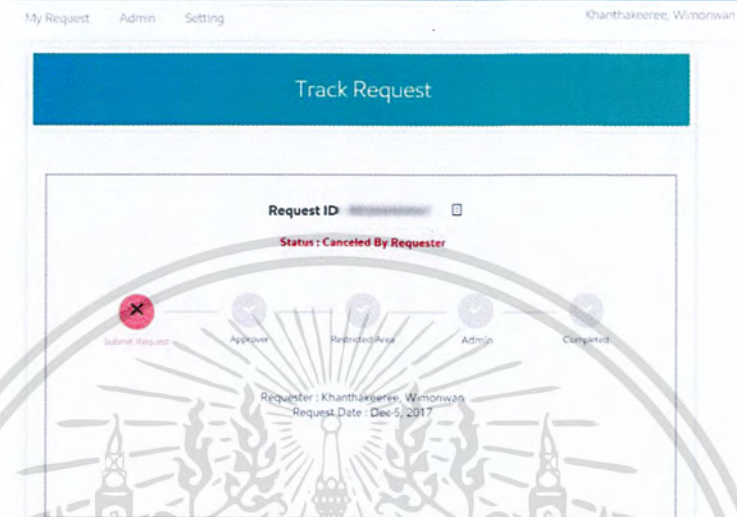 My Request Admin Setting Khanthakeeree, Wimonwan
Track Request
Request ID
Status : Canceled By Requester
Submit Request Approver Restricted Area Admin Completed
Requester : Khanthakeeree, Wimonwan
Request Date : Dec 5, 2017